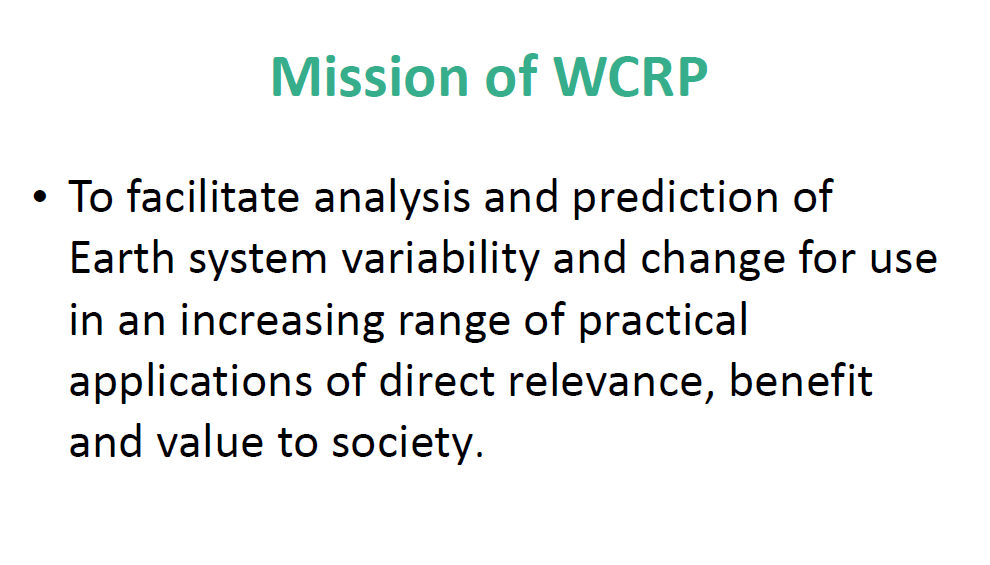 Mission of WCRP
• To facilitate analysis and prediction of
Earth system variability and change for use
in an increasing range of practical
applications of direct relevance, benefit
and value to society.